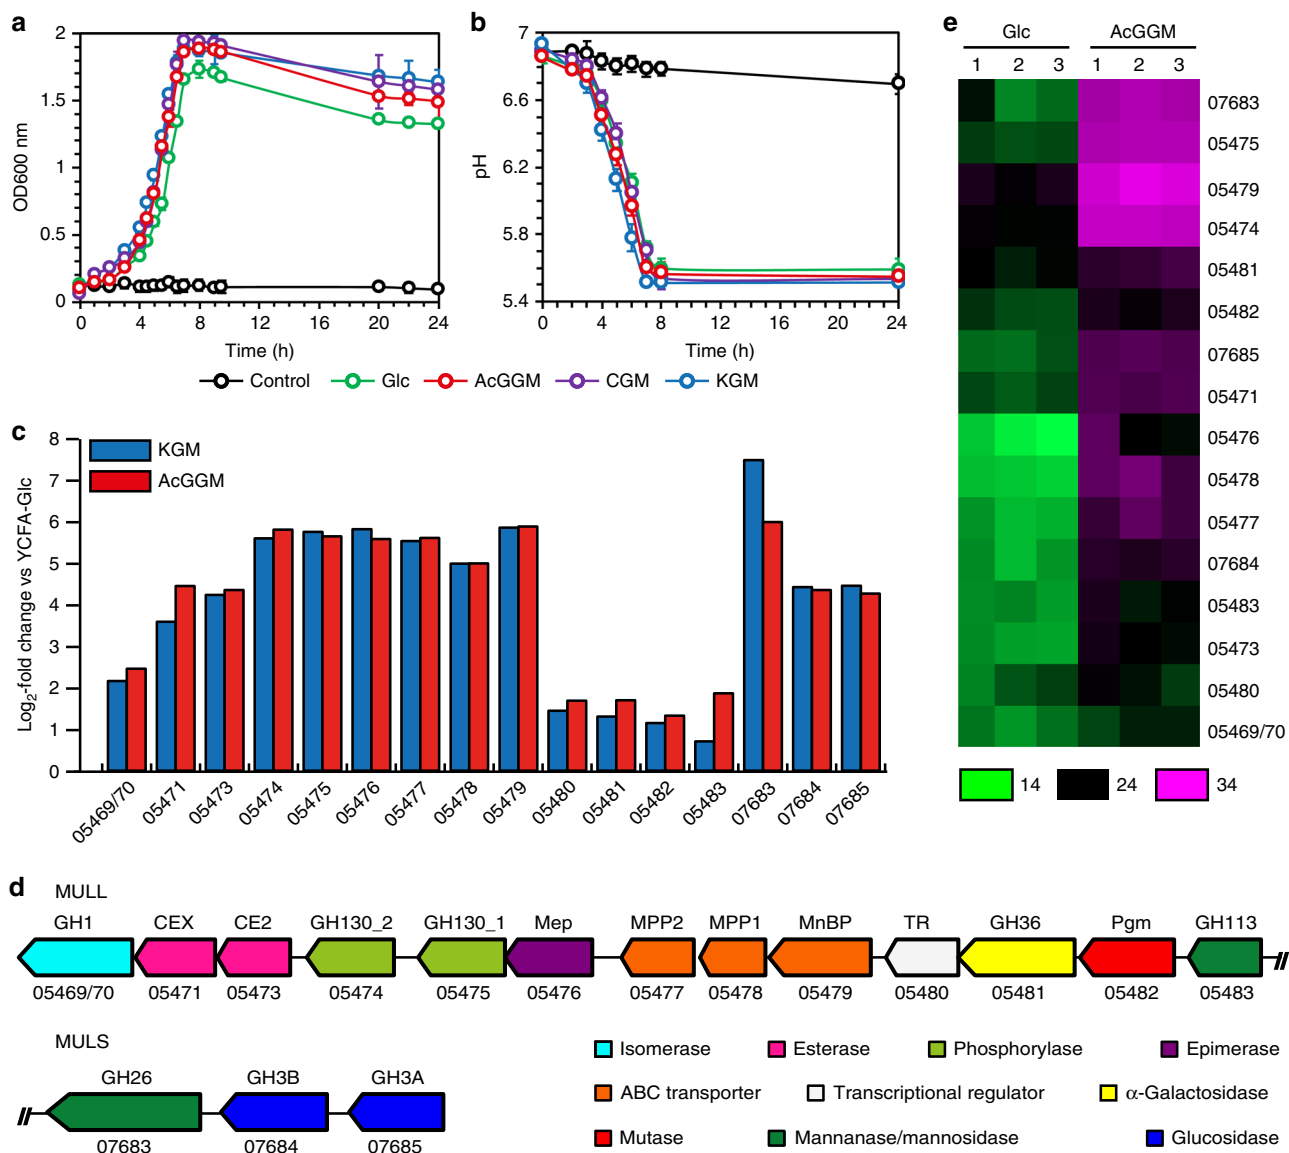 a
2
1.5
1
0.5
0
OD600 nm
0 4 8 12 16 20 24
Time (h)
b
7
6.6
6.2
5.8
5.4
pH
0 4 8 12 16 20 24
Time (h)
Control Glc AcGGM CGM KGM
c
KGM
AcGGM
8
7
6
5
4
3
2
1
0
Log2-fold change vs YCFA-Glc
05469/70 05471 05473 05474 05475 05476 05477 05478 05479 05480 05481 05482 05483 07683 07684 07685
e
Glc AcGGM
1 2 3 1 2 3
07683
05475
05479
05474
05481
05482
07685
05471
05476
05478
05477
07684
05483
05473
05480
05469/70
14 24 34
d
MULL
GH1 CEX CE2 GH130_2 GH130_1 Mep MPP2 MPP1 MnBP TR GH36 Pgm GH113
05469/70 05471 05473 05474 05475 05476 05477 05478 05479 05480 05481 05482 05483
MULS
GH26 GH3B GH3A
07683 07684 07685
Isomerase Esterase Phosphorylase Epimerase
ABC transporter Transcriptional regulator α-Galactosidase
Mutase Mannanase/mannosidase Glucosidase